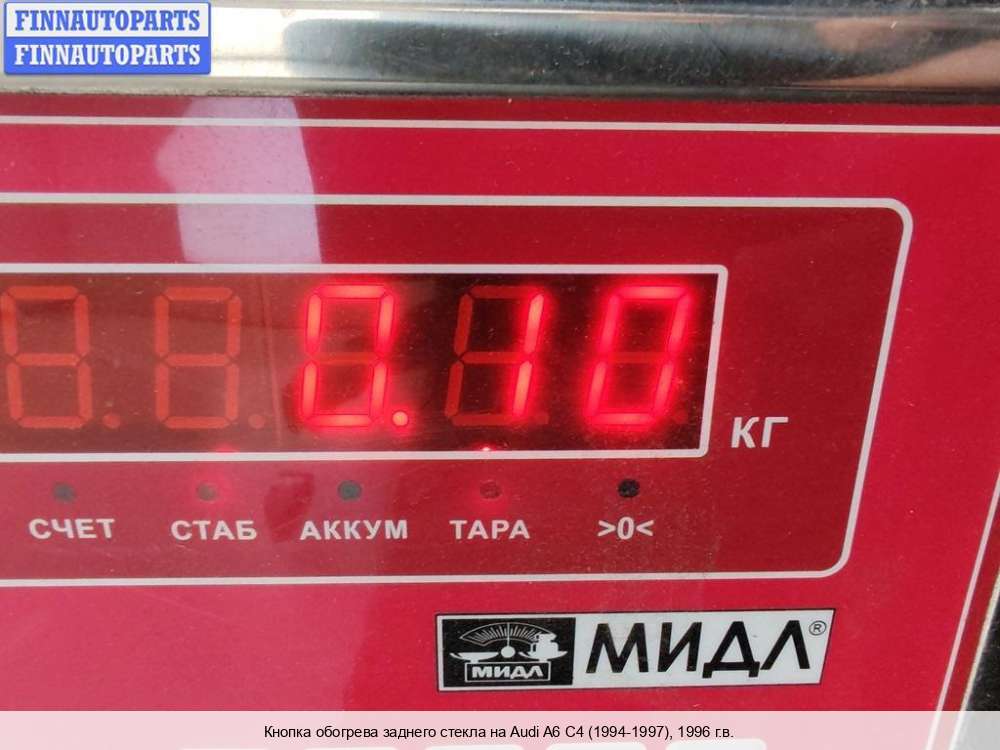 FINNAUTOPARTS
FINNAUTOPARTS
0.10
КГ
СЧЕТ СТАБ АККУМ ТАРА >0<
МИДЛ МИДЛ®
Кнопка обогрева заднего стекла на Audi A6 C4 (1994-1997), 1996 г.в.